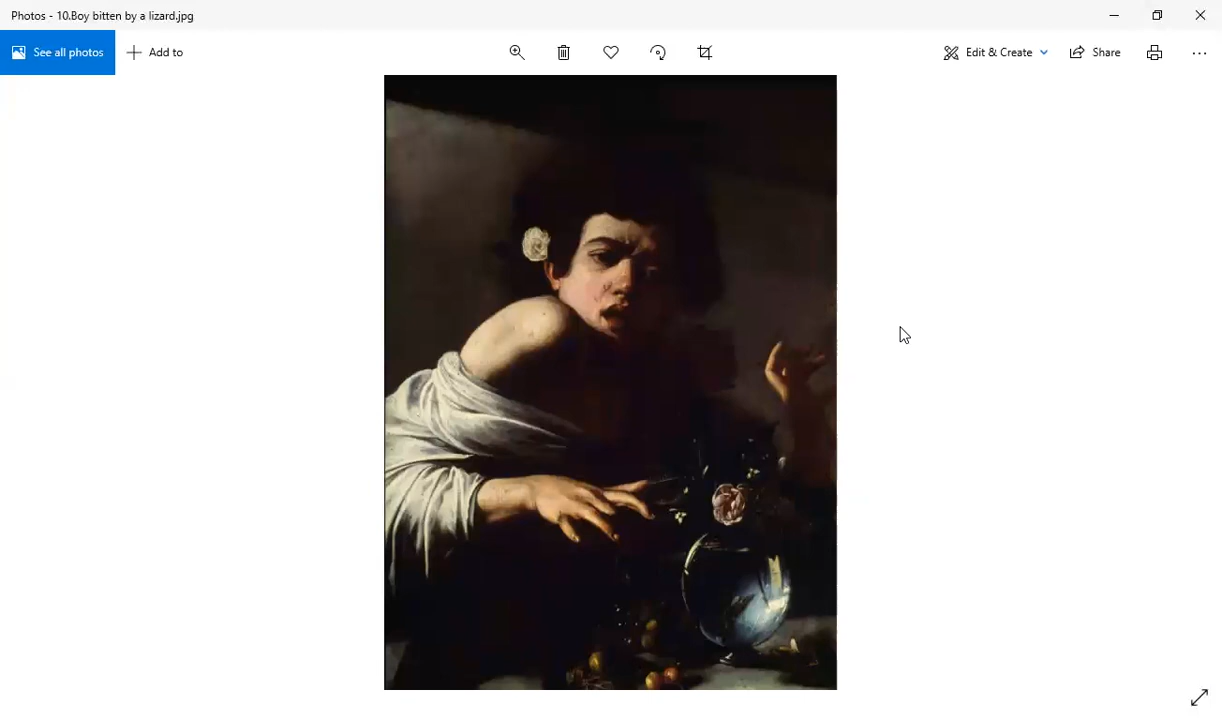 Photos - 10.Boy bitten by a lizard.jpg
See all photos
Add to
Edit & Create
Share